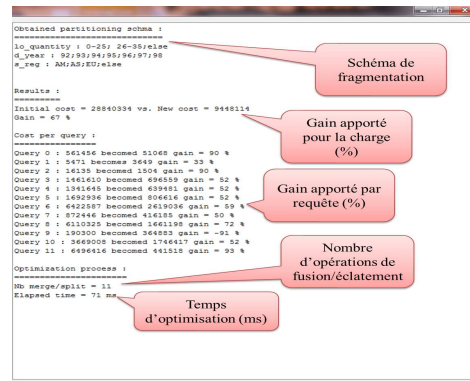 Obtained partitioning schma :
==============================
lo_quantity : 0-25; 26-35;else
d_year : 92;93;94;95;96;97;98
s_reg : AM;AS;EU;else
Schéma de
fragmentation
Results :
=========
Initial cost = 28840334 vs. New cost = 9448114
Gain = 67 %
Gain apporté
pour la charge
(%)
Cost per query :
================
Query 0 : 561456 becomed 51068 gain = 90 %
Query 1 : 5471 becomes 3649 gain = 33 %
Query 2 : 16135 becomed 1504 gain = 90 %
Query 3 : 1461610 becomed 696559 gain = 52 %
Query 4 : 1341645 becomed 639481 gain = 52 %
Query 5 : 1692936 becomed 806616 gain = 52 %
Query 6 : 6422587 becomed 2619036 gain = 59 %
Query 7 : 872446 becomed 416185 gain = 50 %
Query 8 : 6110325 becomed 1661198 gain = 72 %
Query 9 : 190300 becomed 364883 gain = -91 %
Query 10 : 3669008 becomed 1746417 gain = 52 %
Query 11 : 6496416 becomed 441518 gain = 93 %
Gain apporté par
requête (%)
Nombre
d'opérations de
fusion/éclatement
Optimization process :
======================
Nb merge/split = 11
Elapsed time = 71 ms
Temps
d'optimisation (ms)